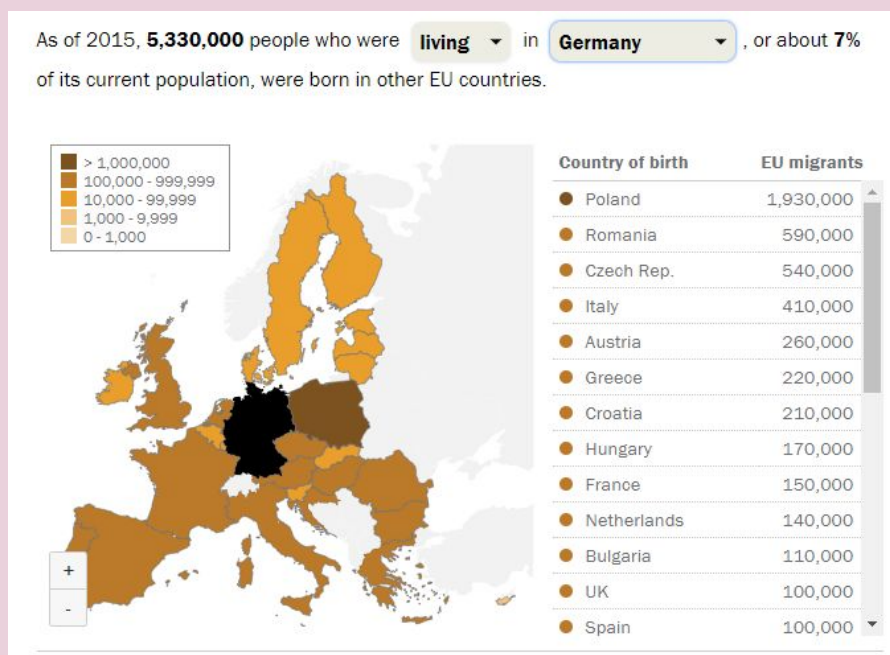 As of 2015, 5,330,000 people who were living in Germany , or about 7%
of its current population, were born in other EU countries.
> 1,000,000
100,000 - 999,999
10,000 - 99,999
1,000 - 9,999
0 - 1,000
+
-
Country of birth EU migrants
Poland 1,930,000
Romania 590,000
Czech Rep. 540,000
Italy 410,000
Austria 260,000
Greece 220,000
Croatia 210,000
Hungary 170,000
France 150,000
Netherlands 140,000
Bulgaria 110,000
UK 100,000
Spain 100,000